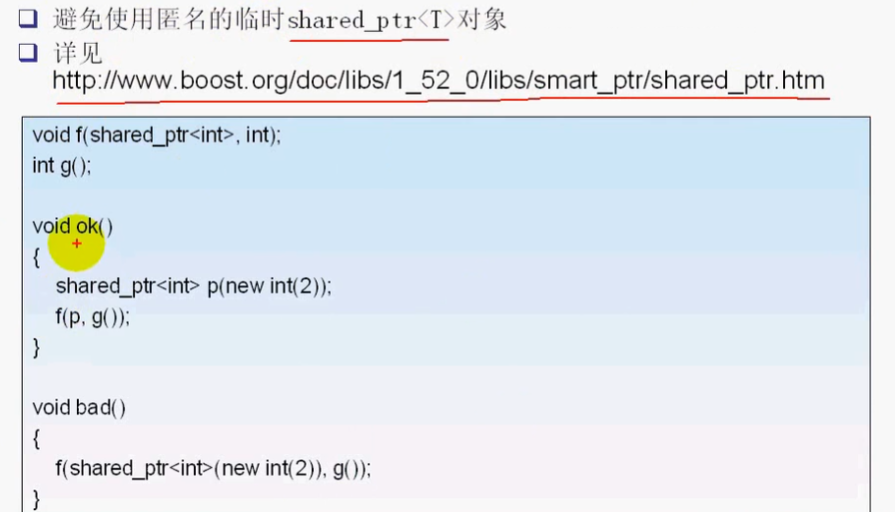 避免使用匿名的临时shared_ptr<T>对象
详见
http://www.boost.org/doc/libs/1_52_0/libs/smart_ptr/shared_ptr.htm
void f(shared_ptr<int>, int);
int g();
void ok()
{
shared_ptr<int> p(new int(2));
f(p, g());
}
void bad()
{
f(shared_ptr<int>(new int(2)), g());
}